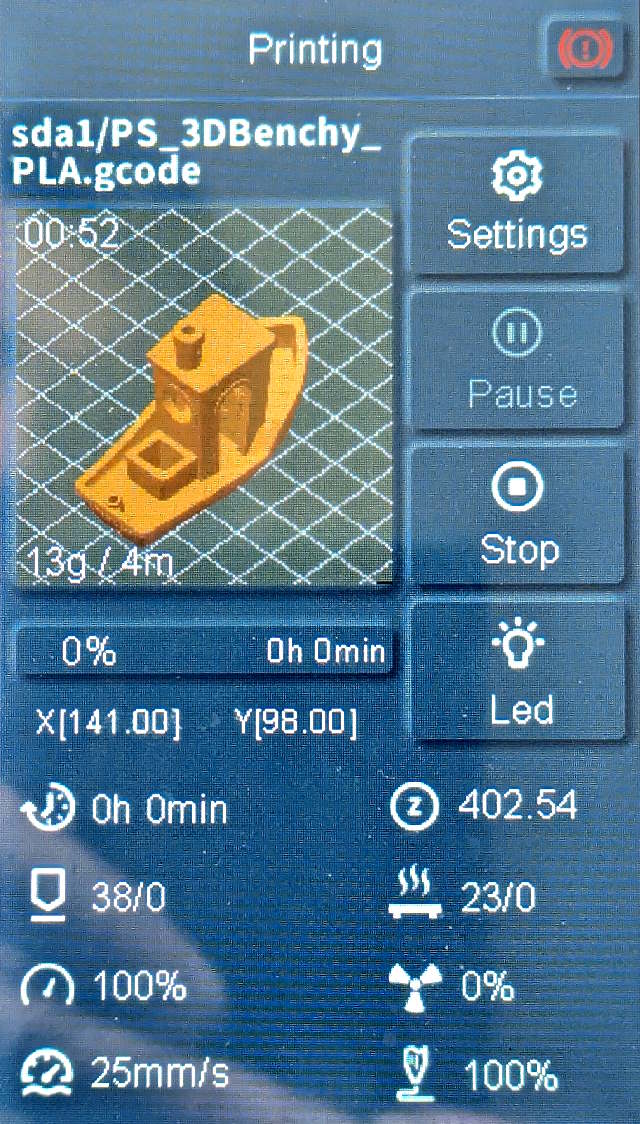 Printing
sda1/PS_3DBenchy_
PLA.gcode
00:52
Settings
Pause
Stop
13g / 4m
0% 0h 0min
Led
X[141.00] Y[98.00]
0h 0min
Z 402.54
38/0
23/0
100%
0%
25mm/s
100%